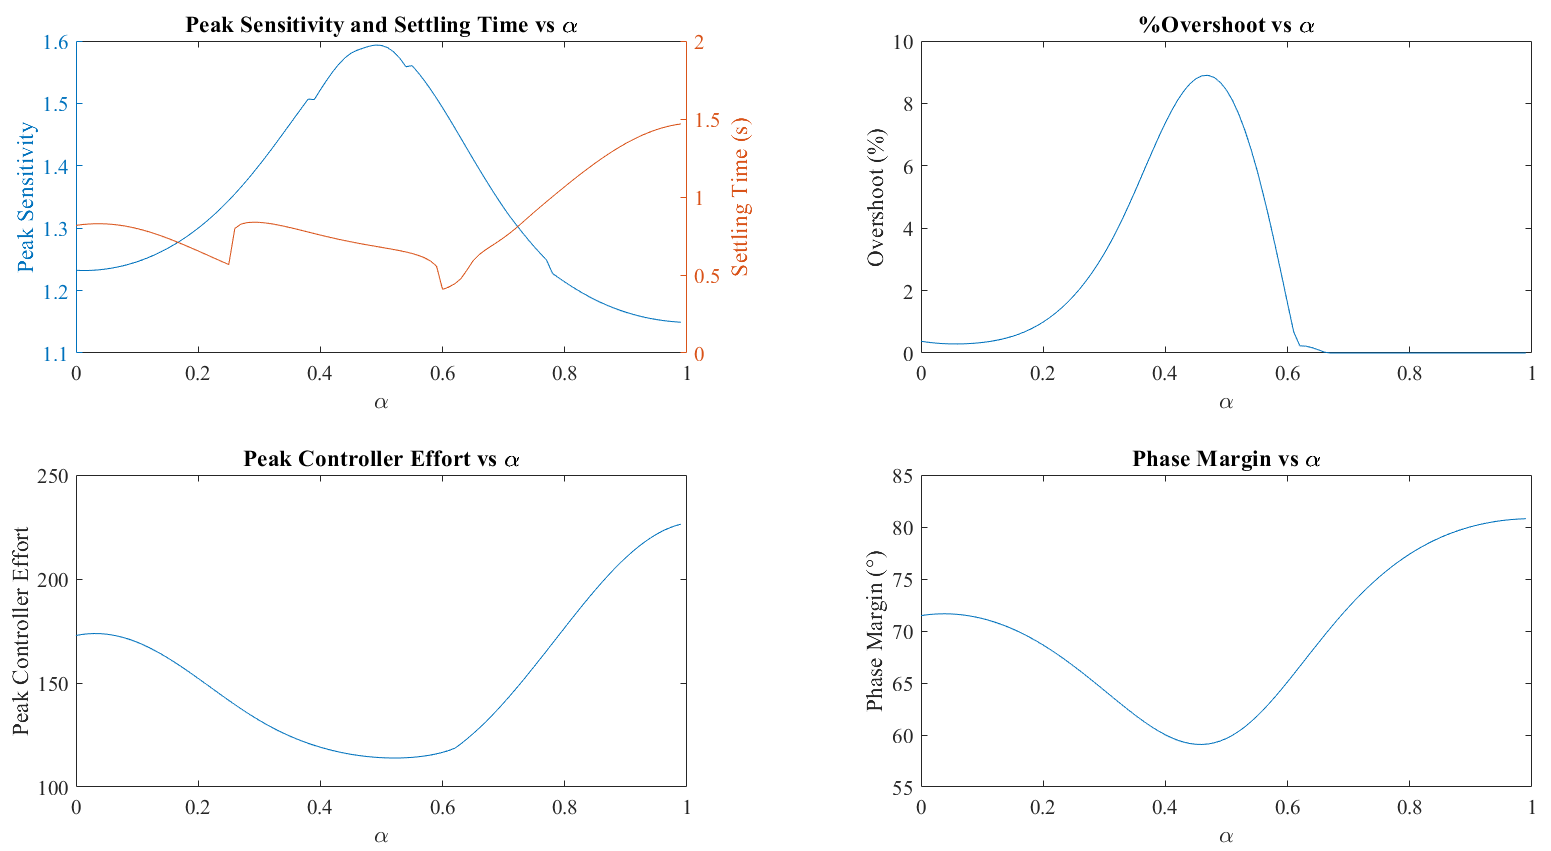 Peak Sensitivity and Settling Time vs α
1.6
1.5
1.4
1.3
1.2
1.1
Peak Sensitivity
2
1.5
1
0.5
0
Settling Time (s)
0 0.2 0.4 0.6 0.8 1
α
%Overshoot vs α
10
8
6
4
2
0
Overshoot (%)
0 0.2 0.4 0.6 0.8 1
α
Peak Controller Effort vs α
250
200
150
100
Peak Controller Effort
0 0.2 0.4 0.6 0.8 1
α
Phase Margin vs α
85
80
75
70
65
60
55
Phase Margin (°)
0 0.2 0.4 0.6 0.8 1
α